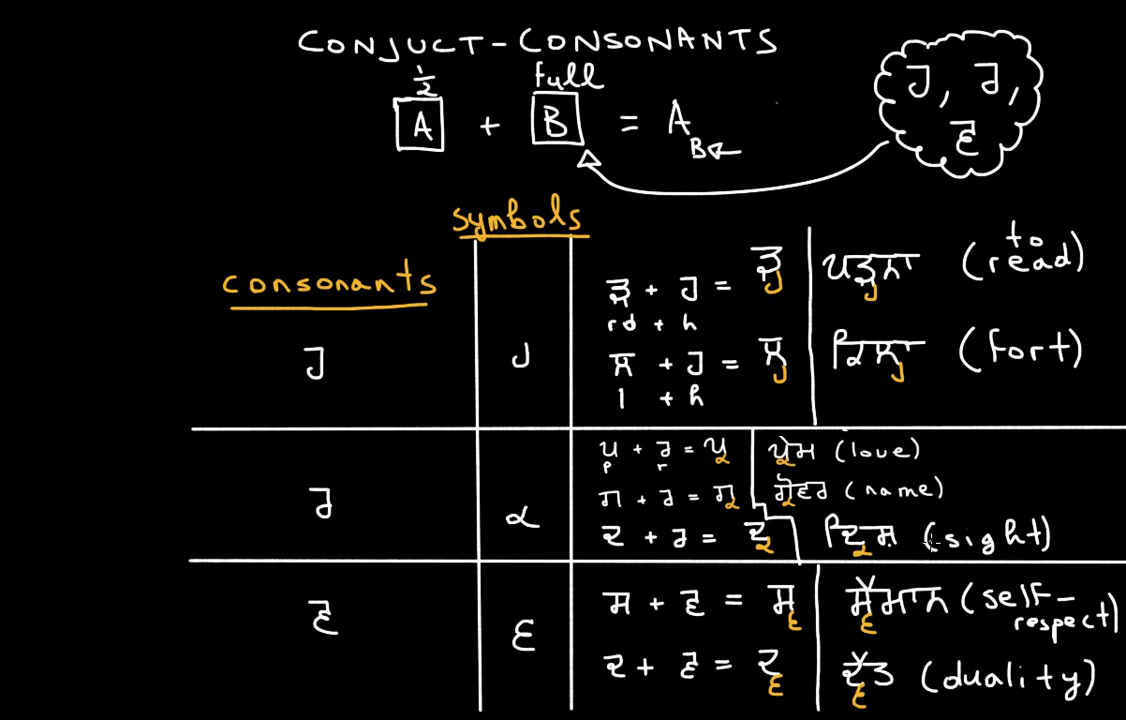 CONJUCT-CONSONANTS
1/2 full
A + B = A B
ਹ, ਰ,
ਵ
symbols
consonants
ੜ + ਹ = ੜ੍ਹ ਪੜ੍ਹਨਾ (to read)
rd + h
ਹ ਲ + ਹ = ਲ੍ਹ ਕਿਲ੍ਹਾ (fort)
l + h
ਪ + ਰ = ਪ੍ਰ ਪ੍ਰੇਮ (love)
p r
ਗ + ਰ = ਗ੍ਰ ਗ੍ਰੇਵਰ (name)
ਰ ਦ + ਰ = ਦ੍ਰ ਦ੍ਰਿਸ਼ (sight)
ਵ ਸ + ਵ = ਸ੍ਵ ਸ੍ਵੈਮਾਨ (self-
respect)
ਦ + ਵ = ਦ੍ਵ ਦ੍ਵੈਤ (duality)